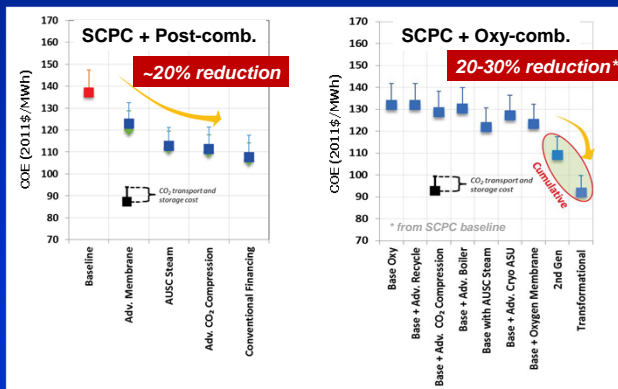 SCPC + Post-comb.
~20% reduction
COE (2011$/MWh)
170
160
150
140
130
120
110
100
90
80
70
CO₂ transport and
storage cost
Baseline
Adv. Membrane
AUSC Steam
Adv. CO₂ Compression
Conventional Financing
SCPC + Oxy-comb.
20-30% reduction*
COE (2011$/MWh)
170
160
150
140
130
120
110
100
90
80
70
CO₂ transport and
storage cost
Cumulative
* from SCPC baseline
Base Oxy
Base + Adv. Recycle
Base + Adv. CO₂ Compression
Base + Adv. Boiler
Base with AUSC Steam
Base + Adv. Cryo ASU
Base + Oxygen Membrane
2nd Gen
Transformational